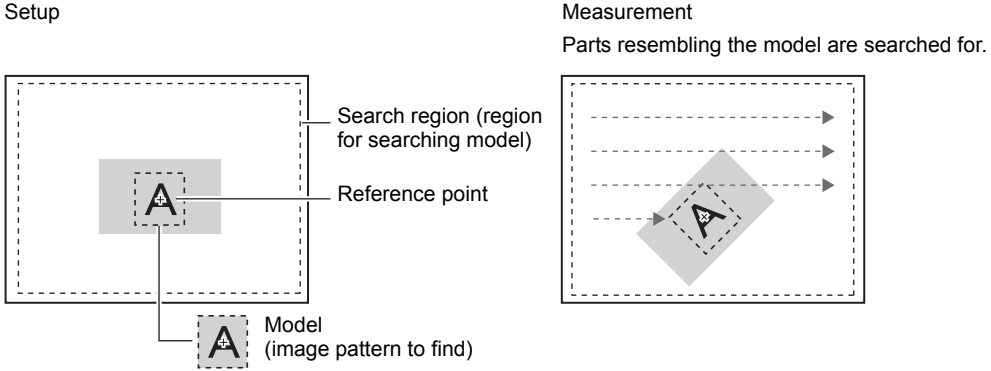 Setup
Measurement
Parts resembling the model are searched for.
Search region (region
for searching model)
A
Reference point
A
A
Model
(image pattern to find)